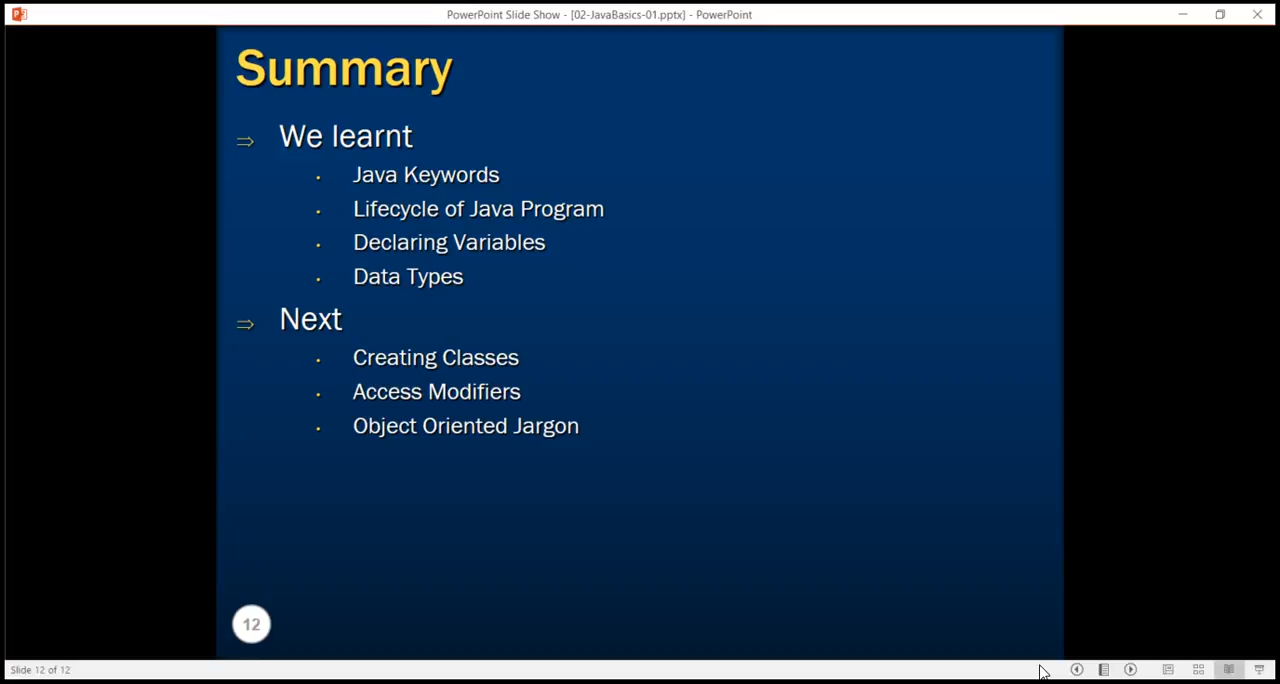 PowerPoint Slide Show - [02-JavaBasics-01.pptx] - PowerPoint
Summary
⇒ We learnt
• Java Keywords
• Lifecycle of Java Program
• Declaring Variables
• Data Types
⇒ Next
• Creating Classes
• Access Modifiers
• Object Oriented Jargon
12
Slide 12 of 12